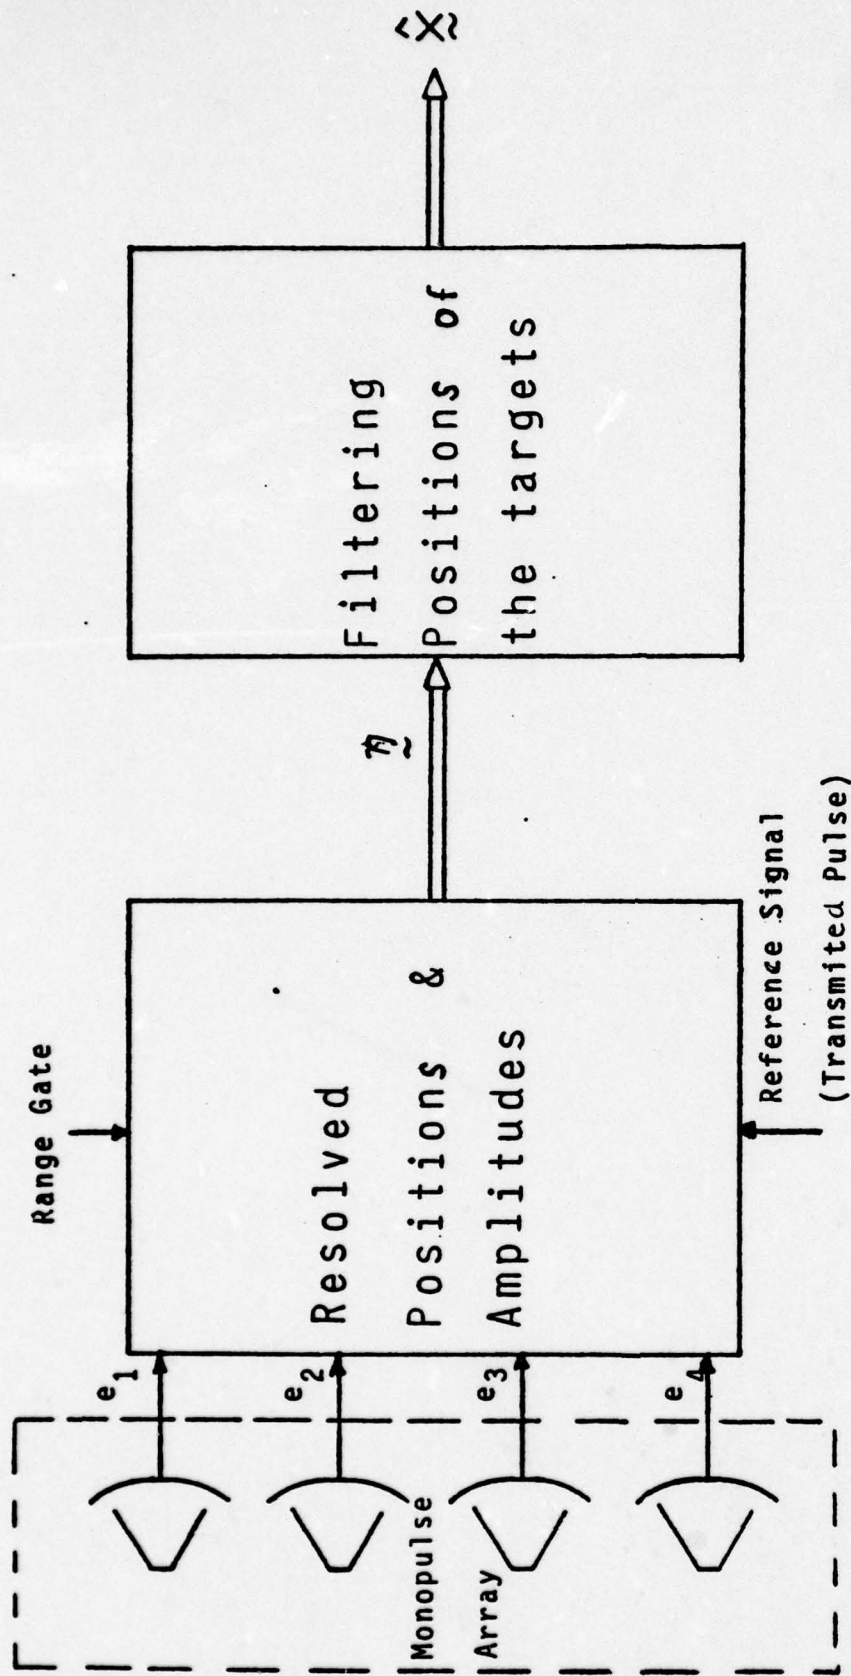 Range Gate
e1
e2
e3
e4
Monopulse
Array
Resolved
Positions &
Amplitudes
Reference Signal
(Transmited Pulse)
η̰
Filtering
Positions of
the targets
X̰̂